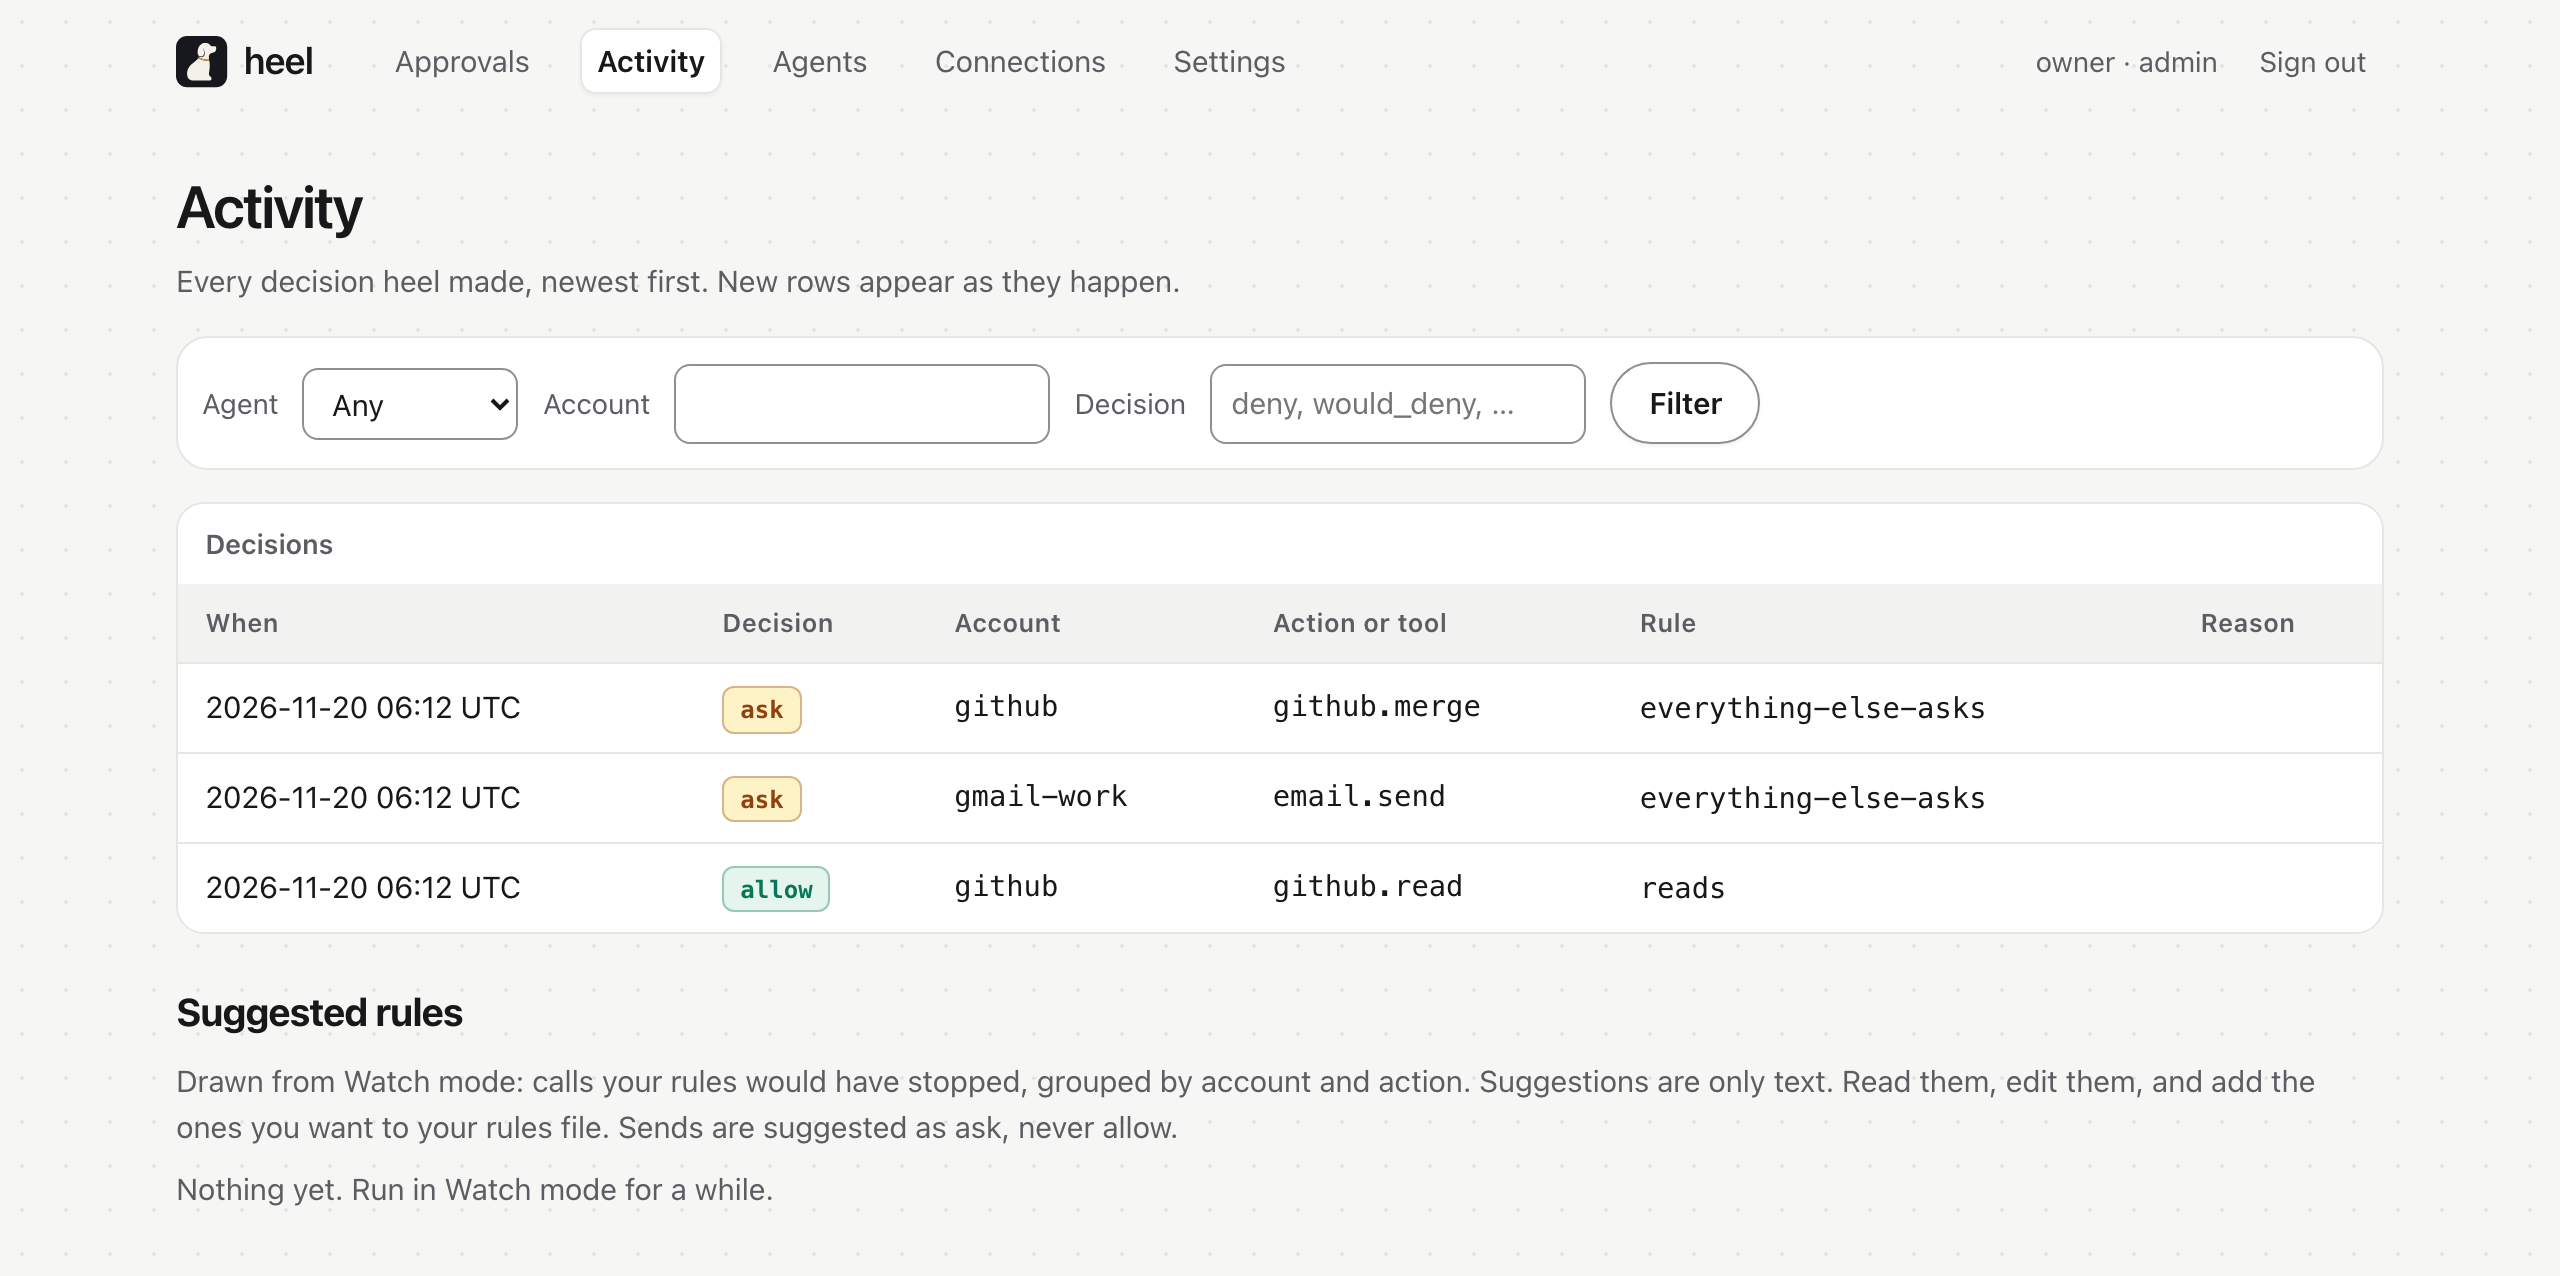 heel Approvals Activity Agents Connections Settings owner · admin Sign out
Activity
Every decision heel made, newest first. New rows appear as they happen.
Agent Any Account Decision deny, would_deny, ... Filter
Decisions
When Decision Account Action or tool Rule Reason
2026-11-20 06:12 UTC ask github github.merge everything-else-asks
2026-11-20 06:12 UTC ask gmail-work email.send everything-else-asks
2026-11-20 06:12 UTC allow github github.read reads
Suggested rules
Drawn from Watch mode: calls your rules would have stopped, grouped by account and action. Suggestions are only text. Read them, edit them, and add the
ones you want to your rules file. Sends are suggested as ask, never allow.
Nothing yet. Run in Watch mode for a while.